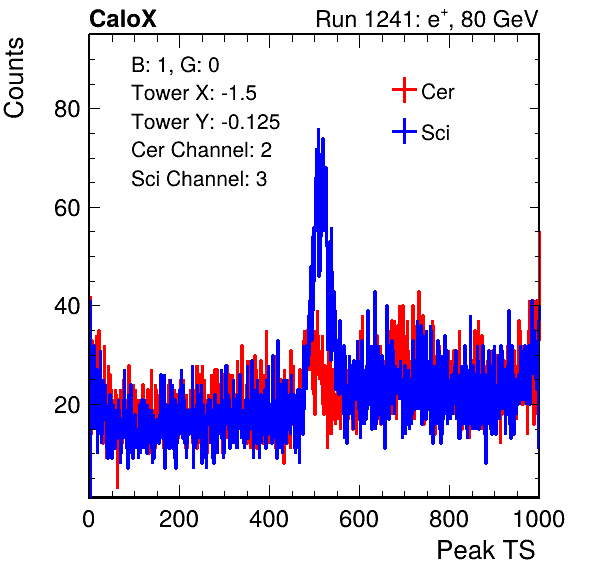 CaloX
Run 1241: e+, 80 GeV
Counts
B: 1, G: 0
Tower X: -1.5
Tower Y: -0.125
Cer Channel: 2
Sci Channel: 3
Cer
Sci
80
60
40
20
0 200 400 600 800 1000
Peak TS